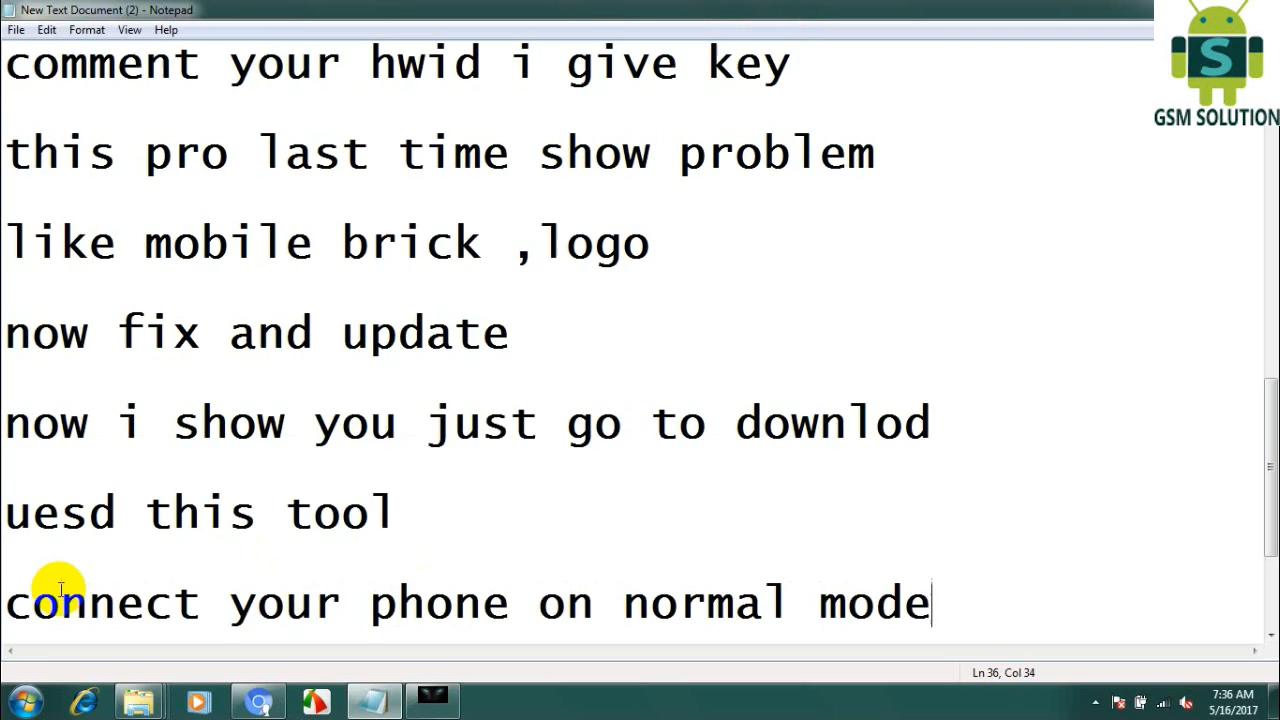 New Text Document (2) - Notepad
File Edit Format View Help
comment your hwid i give key
this pro last time show problem
like mobile brick ,logo
now fix and update
now i show you just go to downlod
uesd this tool
connect your phone on normal mode
S
GSM SOLUTION
Ln 36, Col 34
7:36 AM
5/16/2017